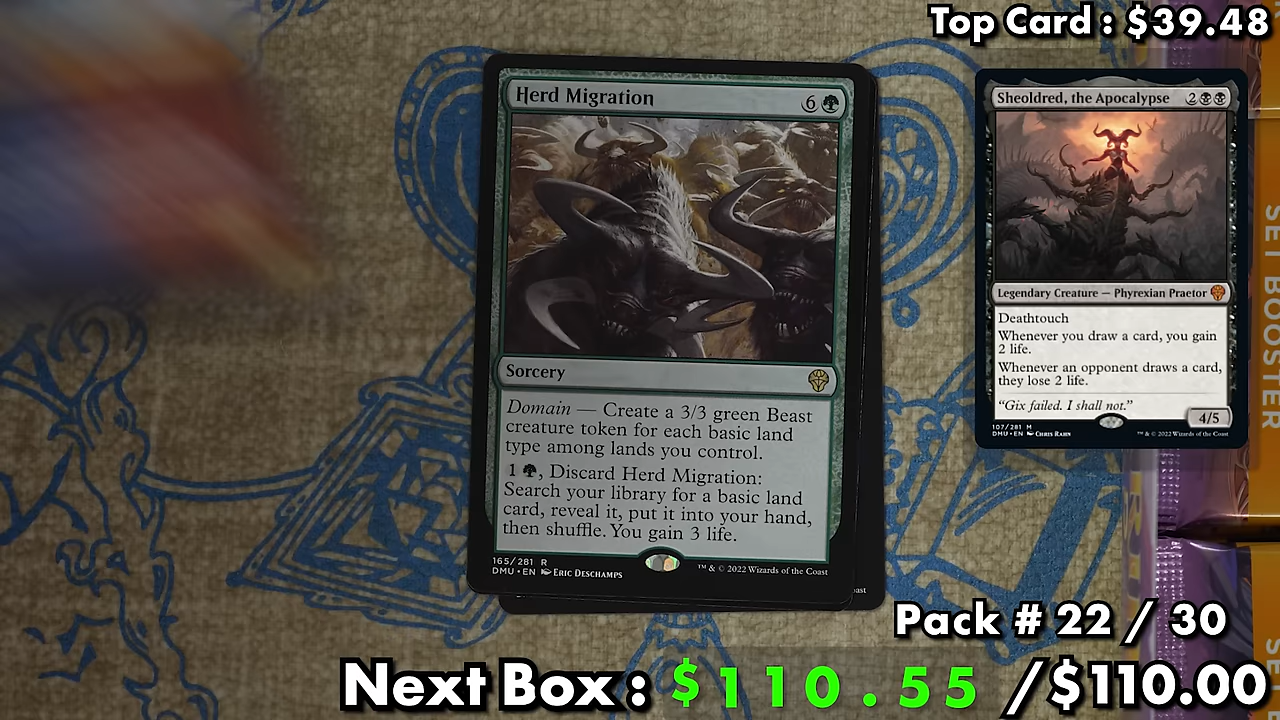 Top Card : $39.48
Herd Migration 6
Sorcery
Domain — Create a 3/3 green Beast
creature token for each basic land
type among lands you control.
1 , Discard Herd Migration:
Search your library for a basic land
card, reveal it, put it into your hand,
then shuffle. You gain 3 life.
165/281 R
DMU • EN Eric Deschamps
™ & © 2022 Wizards of the Coast
oast
Sheoldred, the Apocalypse 2
Legendary Creature — Phyrexian Praetor
Deathtouch
Whenever you draw a card, you gain
2 life.
Whenever an opponent draws a card,
they lose 2 life.
“Gix failed. I shall not.”
4/5
107/281 M
DMU • EN Chris Rahn
™ & © 2022 Wizards of the Coast
SET BOOSTER
SE
Pack # 22 / 30
Next Box : $110.55 /$110.00